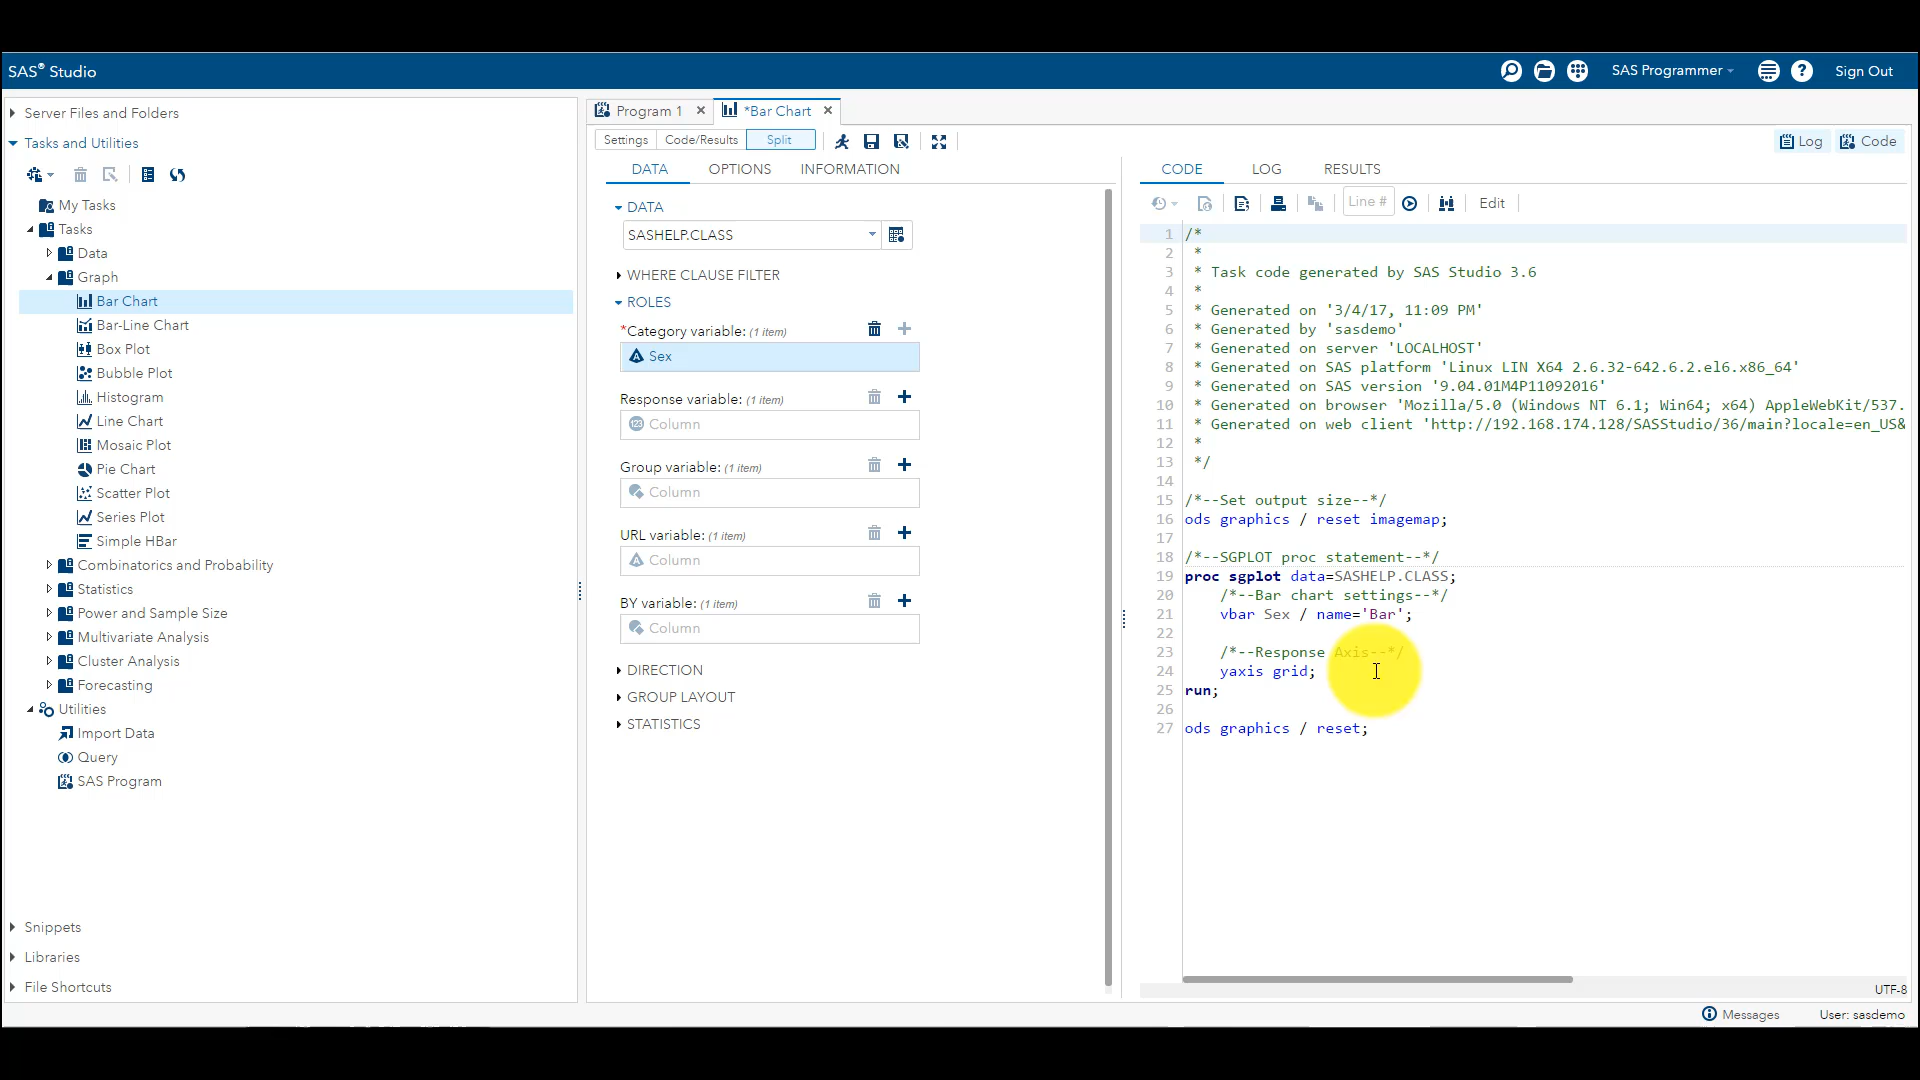 SAS® Studio
SAS Programmer
Sign Out
Server Files and Folders
Tasks and Utilities
My Tasks
Tasks
Data
Graph
Bar Chart
Bar-Line Chart
Box Plot
Bubble Plot
Histogram
Line Chart
Mosaic Plot
Pie Chart
Scatter Plot
Series Plot
Simple HBar
Combinatorics and Probability
Statistics
Power and Sample Size
Multivariate Analysis
Cluster Analysis
Forecasting
Utilities
Import Data
Query
SAS Program
Snippets
Libraries
File Shortcuts
Program 1
*Bar Chart
Settings
Code/Results
Split
Log
Code
DATA
OPTIONS
INFORMATION
DATA
SASHELP.CLASS
WHERE CLAUSE FILTER
ROLES
*Category variable: (1 item)
Sex
Response variable: (1 item)
Column
Group variable: (1 item)
Column
URL variable: (1 item)
Column
BY variable: (1 item)
Column
DIRECTION
GROUP LAYOUT
STATISTICS
CODE
LOG
RESULTS
Line #
Edit
1 /*
2 *
3 * Task code generated by SAS Studio 3.6
4 *
5 * Generated on '3/4/17, 11:09 PM'
6 * Generated by 'sasdemo'
7 * Generated on server 'LOCALHOST'
8 * Generated on SAS platform 'Linux LIN X64 2.6.32-642.6.2.el6.x86_64'
9 * Generated on SAS version '9.04.01M4P11092016'
10 * Generated on browser 'Mozilla/5.0 (Windows NT 6.1; Win64; x64) AppleWebKit/537.
11 * Generated on web client 'http://192.168.174.128/SASStudio/36/main?locale=en_US&
12 *
13 */
14
15 /*--Set output size--*/
16 ods graphics / reset imagemap;
17
18 /*--SGPLOT proc statement--*/
19 proc sgplot data=SASHELP.CLASS;
20 /*--Bar chart settings--*/
21 vbar Sex / name='Bar';
22
23 /*--Response Axis--*/
24 yaxis grid;
25 run;
26
27 ods graphics / reset;
UTF-8
Messages
User: sasdemo